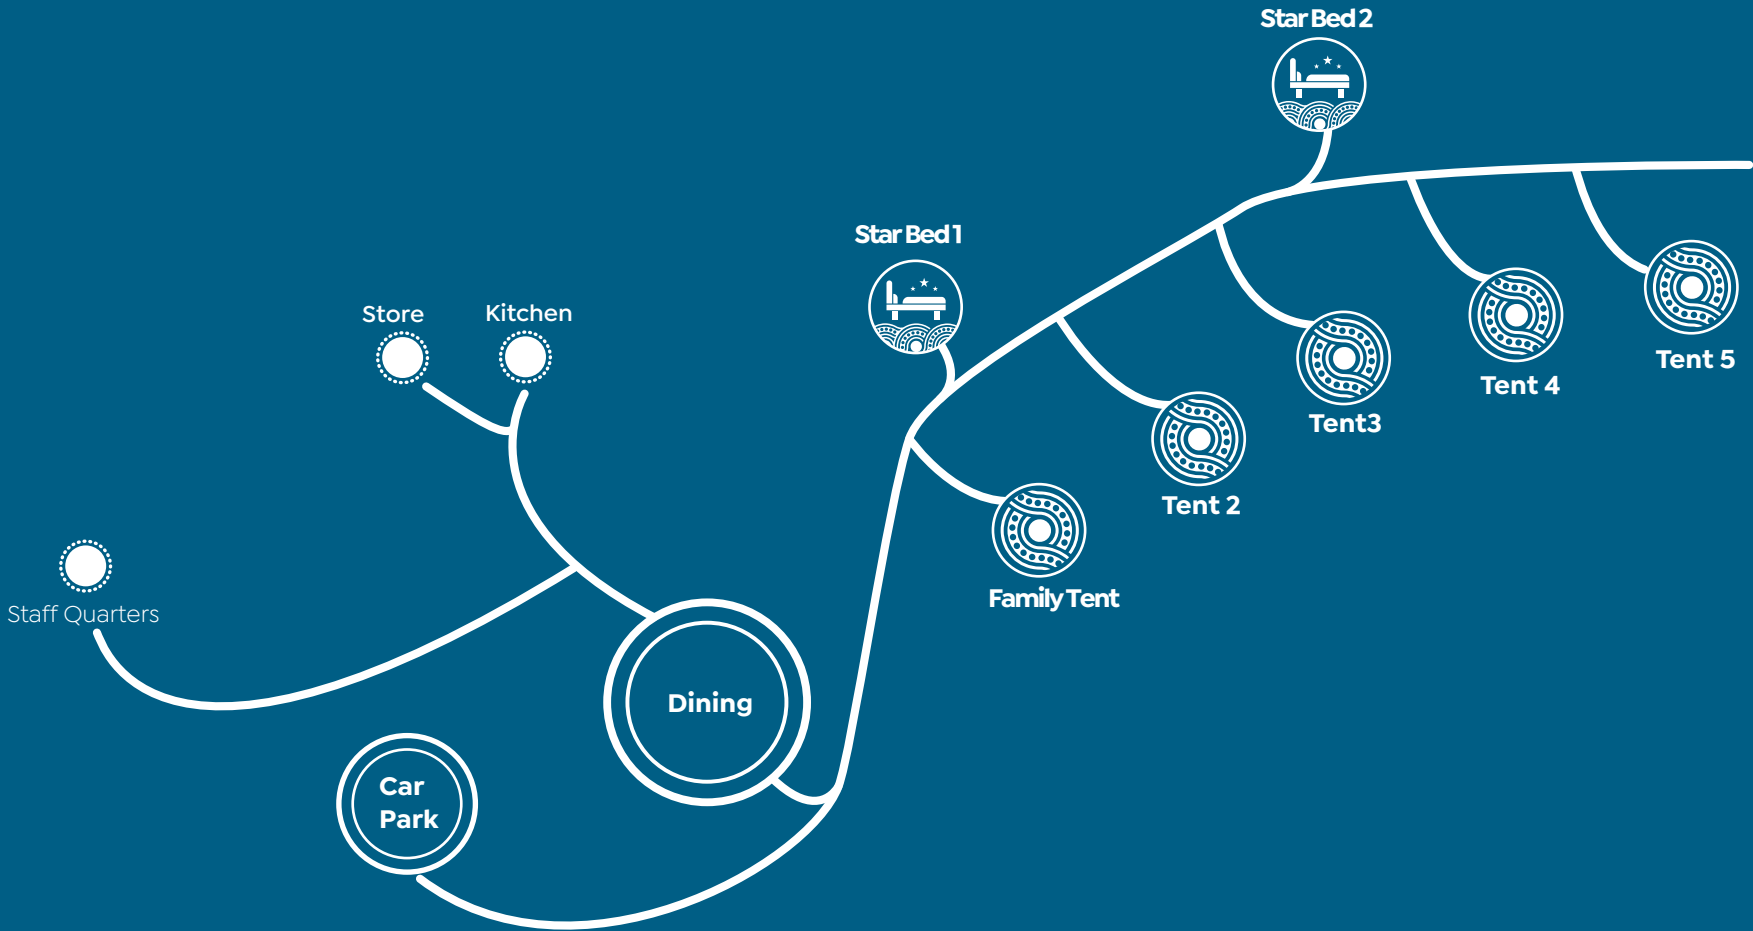 Star Bed 2
Star Bed 1
Store
Kitchen
Tent 5
Tent 4
Tent3
Tent 2
Family Tent
Staff Quarters
Dining
Car
Park